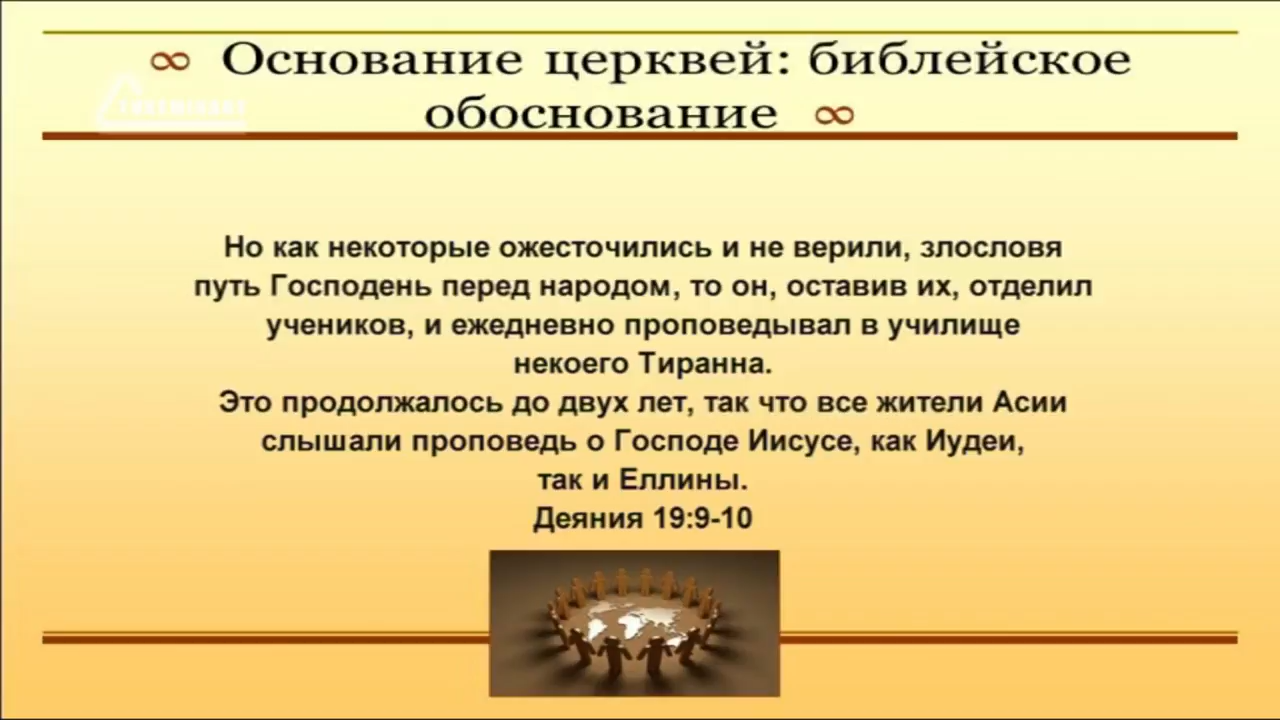 ∞ Основание церквей: библейское
обоснование ∞
Но как некоторые ожесточились и не верили, злословя
путь Господень перед народом, то он, оставив их, отделил
учеников, и ежедневно проповедывал в училище
некоего Тиранна.
Это продолжалось до двух лет, так что все жители Асии
слышали проповедь о Господе Иисусе, как Иудеи,
так и Еллины.
Деяния 19:9-10